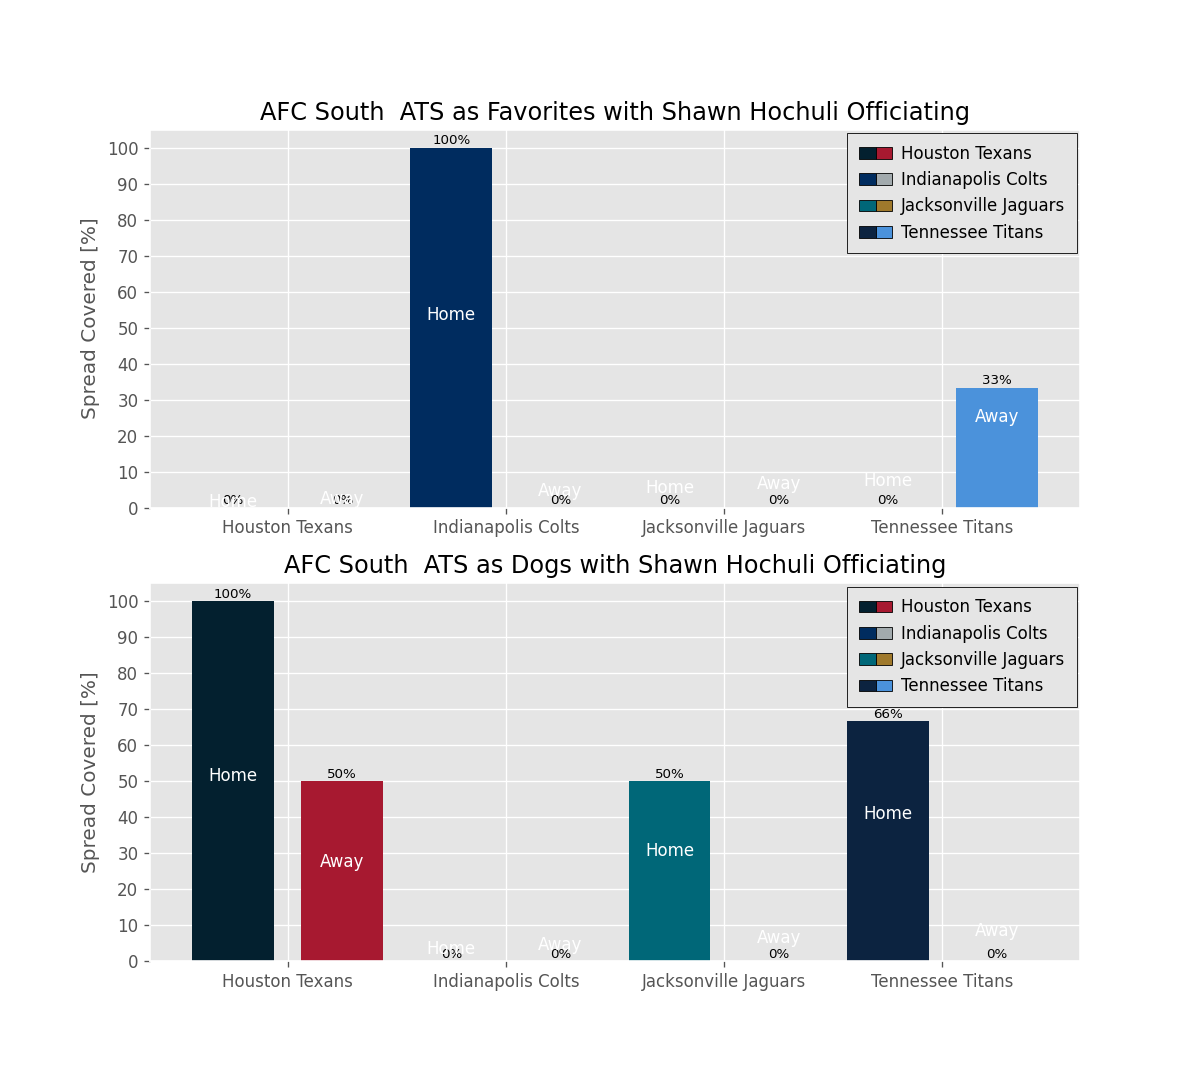 AFC South  ATS as Favorites with Shawn Hochuli Officiating
Spread Covered [%]
100
90
80
70
60
50
40
30
20
10
0
100%
33%
Home
Away
Home
Away
Home
Away
Home
Away
0%
0%
0%
0%
0%
0%
Houston Texans
Indianapolis Colts
Jacksonville Jaguars
Tennessee Titans
Houston Texans
Indianapolis Colts
Jacksonville Jaguars
Tennessee Titans
AFC South  ATS as Dogs with Shawn Hochuli Officiating
Spread Covered [%]
100
90
80
70
60
50
40
30
20
10
0
100%
50%
50%
66%
Home
Away
Home
Away
Home
Away
Home
Away
0%
0%
0%
0%
Houston Texans
Indianapolis Colts
Jacksonville Jaguars
Tennessee Titans
Houston Texans
Indianapolis Colts
Jacksonville Jaguars
Tennessee Titans